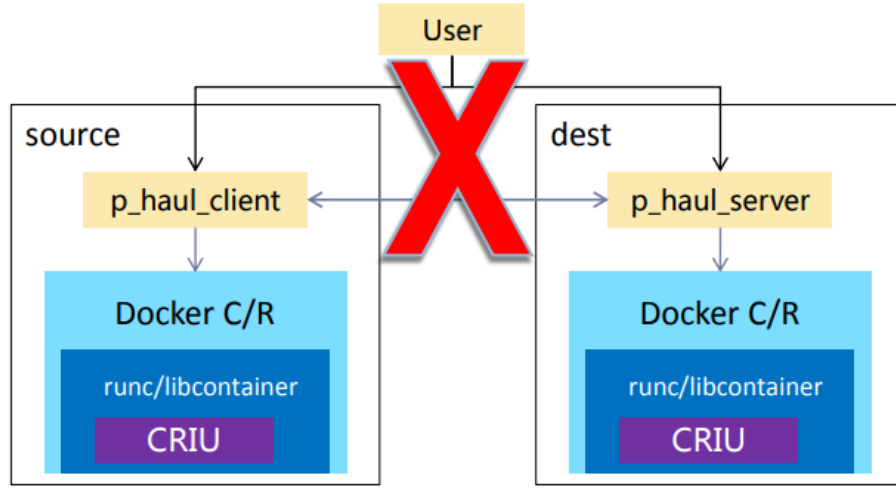 User
source
p_haul_client
Docker C/R
runc/libcontainer
CRIU
dest
p_haul_server
Docker C/R
runc/libcontainer
CRIU